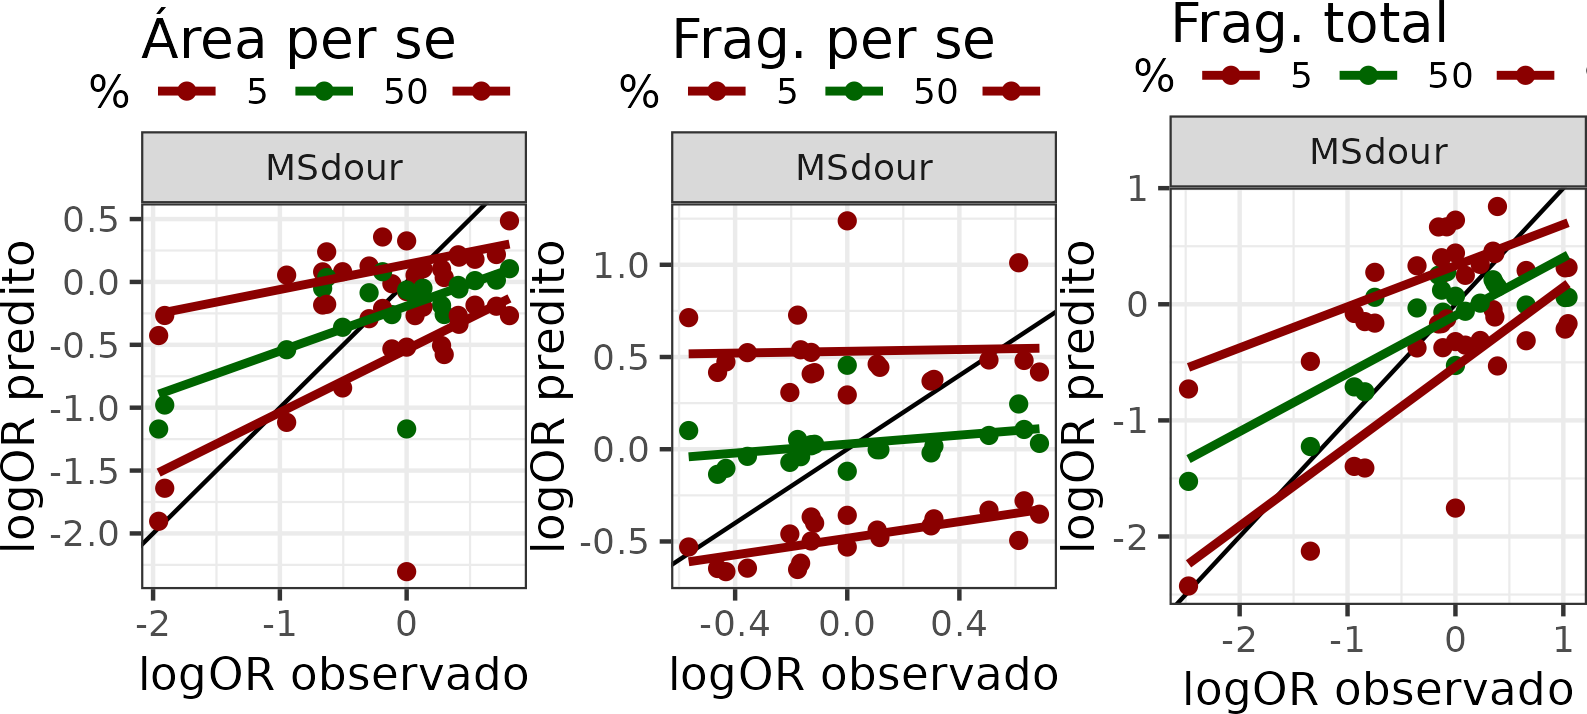 Área per se
% 5 50
MSdour
0.5
0.0
-0.5
-1.0
-1.5
-2.0
-2 -1 0
logOR predito
logOR observado
Frag. per se
% 5 50
MSdour
1.0
0.5
0.0
-0.5
-0.4 0.0 0.4
logOR predito
logOR observado
Frag. total
% 5 50
MSdour
1
0
-1
-2
-2 -1 0 1
logOR predito
logOR observado